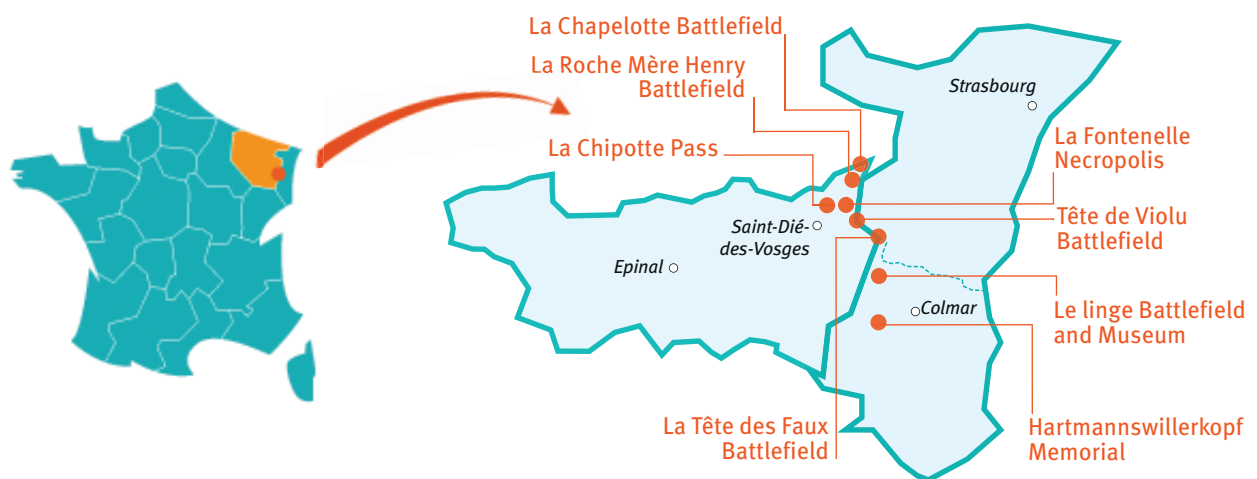 La Chapelotte Battlefield
La Roche Mère Henry
Battlefield
La Chipotte Pass
Strasbourg
La Fontenelle
Necropolis
Saint-Dié-
des-Vosges
Tête de Violu
Battlefield
Epinal
Colmar
Le linge Battlefield
and Museum
La Tête des Faux
Battlefield
Hartmannswillerkopf
Memorial